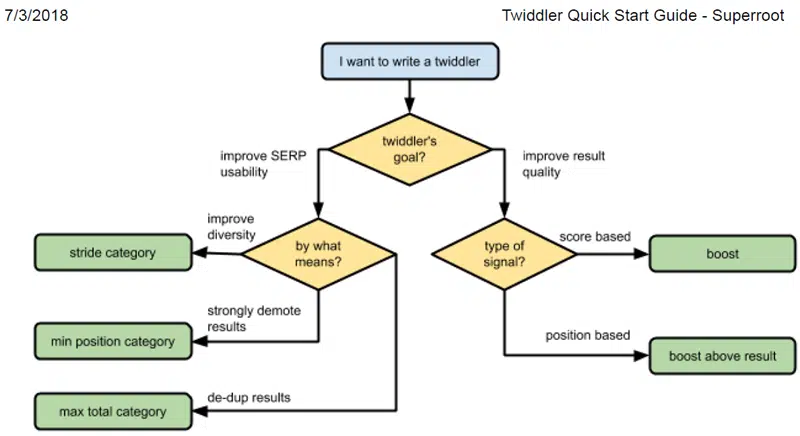 7/3/2018
Twiddler Quick Start Guide - Superroot
I want to write a twiddler
twiddler's
goal?
improve SERP
usability
improve result
quality
improve
diversity
by what
means?
type of
signal?
score based
stride category
boost
strongly demote
results
min position category
position based
boost above result
de-dup results
max total category